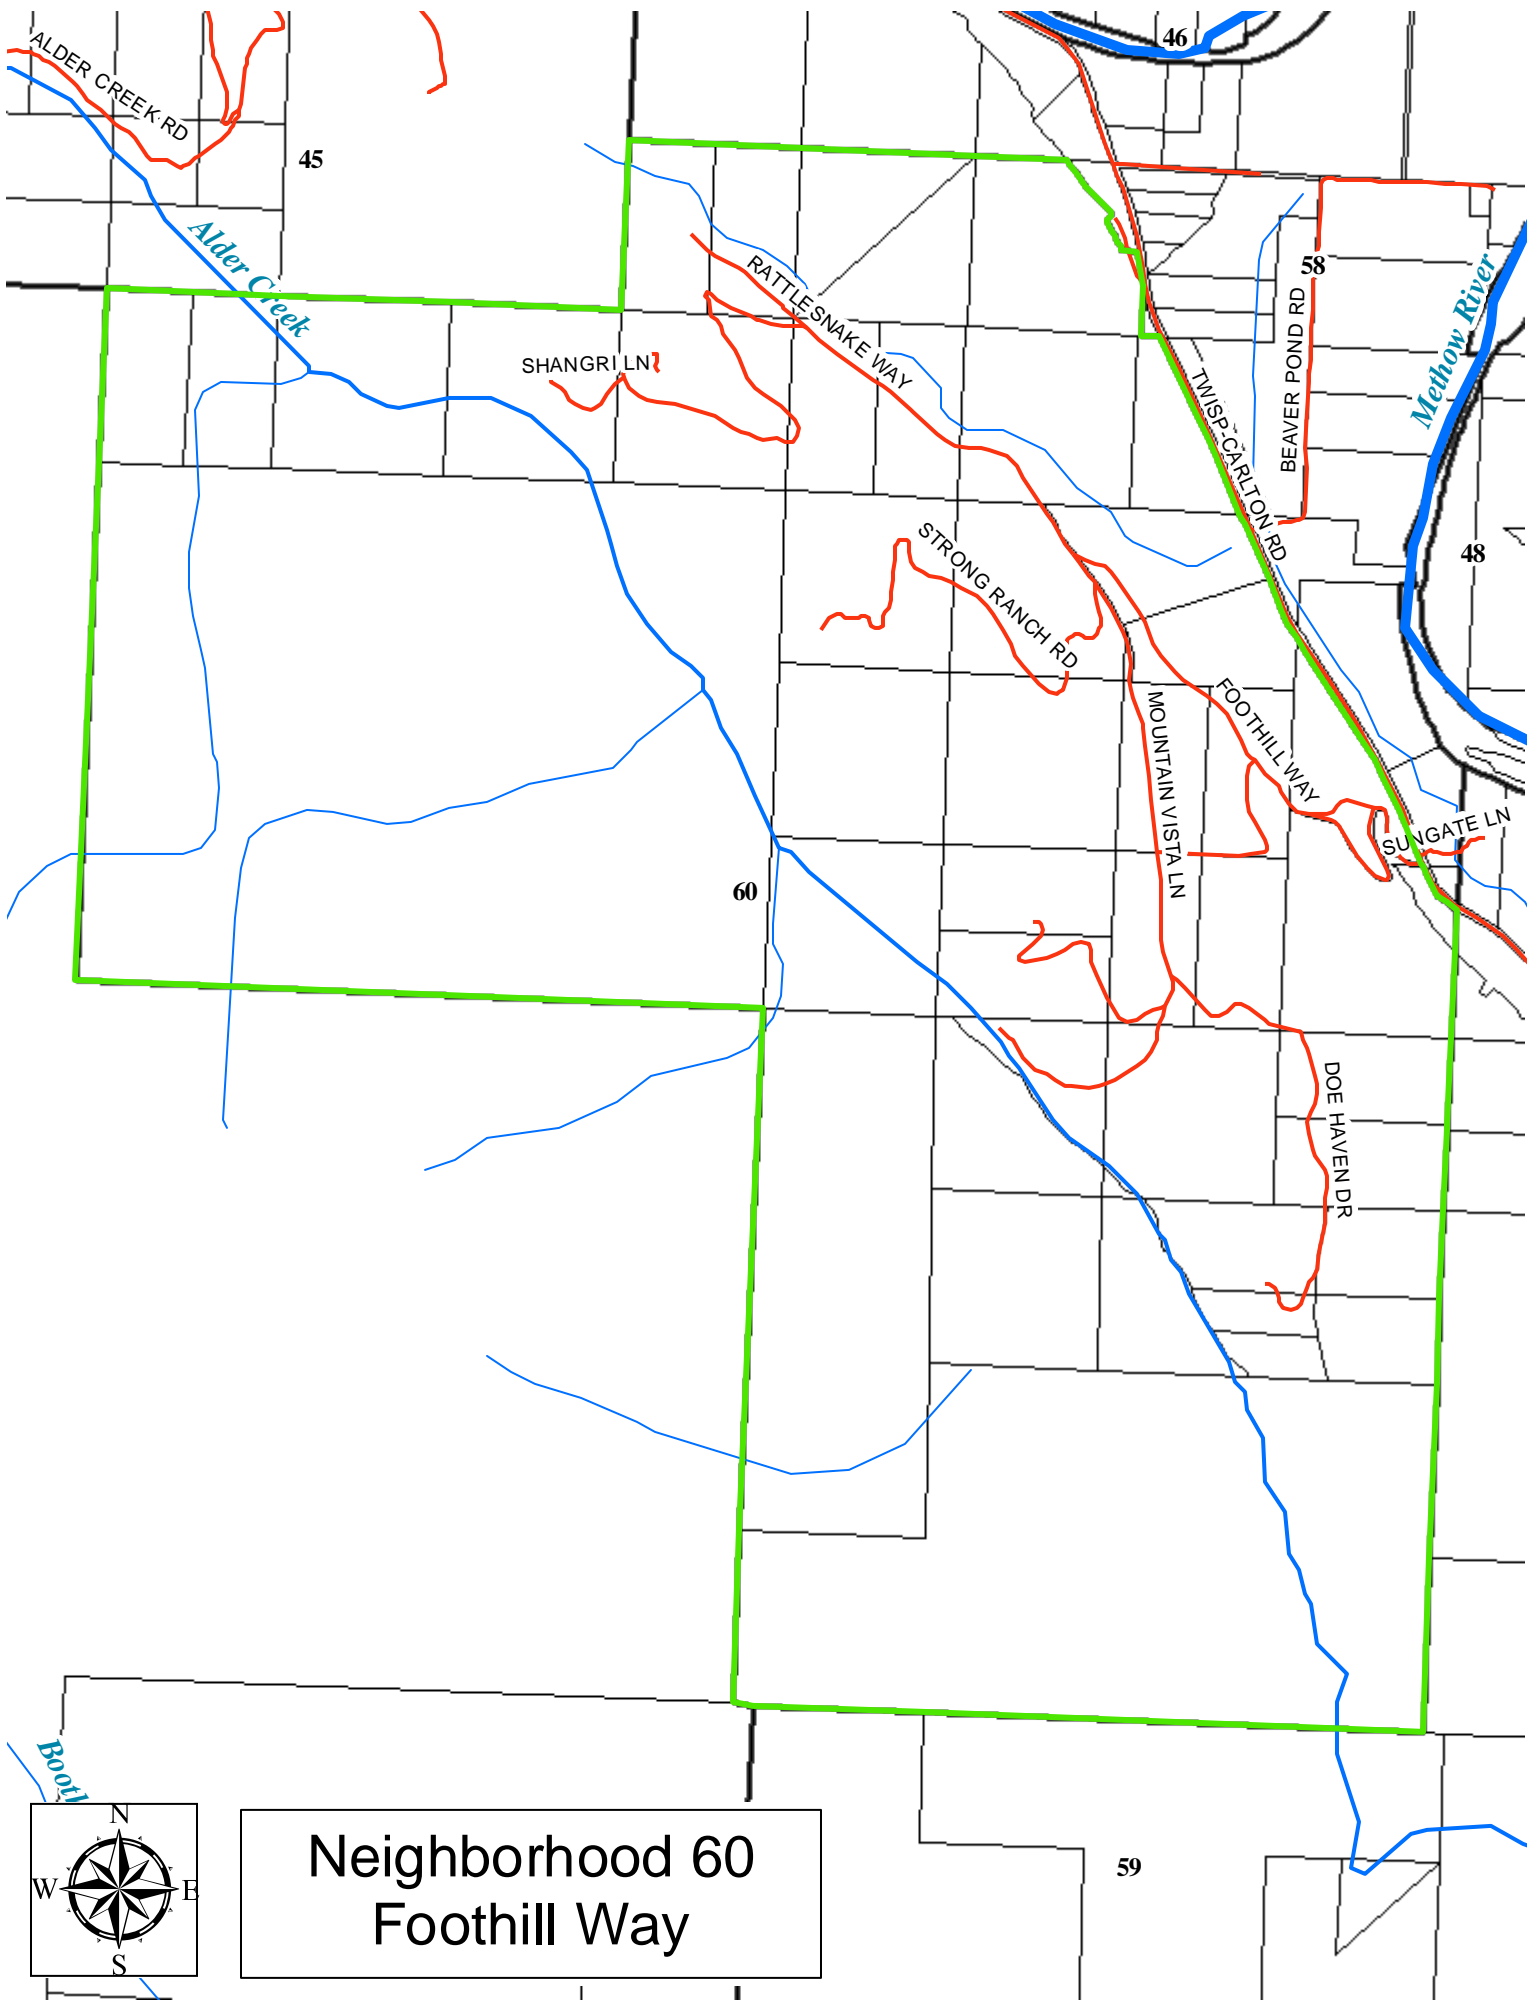 46
ALDER CREEK RD
45
Alder Creek
58
RATTLESNAKE WAY
Methow River
SHANGRI LN
TWISP-CARLTON RD
BEAVER POND RD
48
STRONG RANCH RD
FOOTHILL WAY
MOUNTAIN VISTA LN
SUNGATE LN
60
DOE HAVEN DR
Booth
N
W E
S
Neighborhood 60
Foothill Way
59